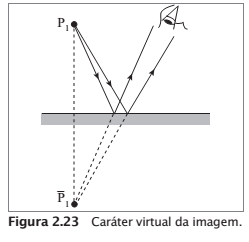 P₁
P̅₁
Figura 2.23 Caráter virtual da imagem.